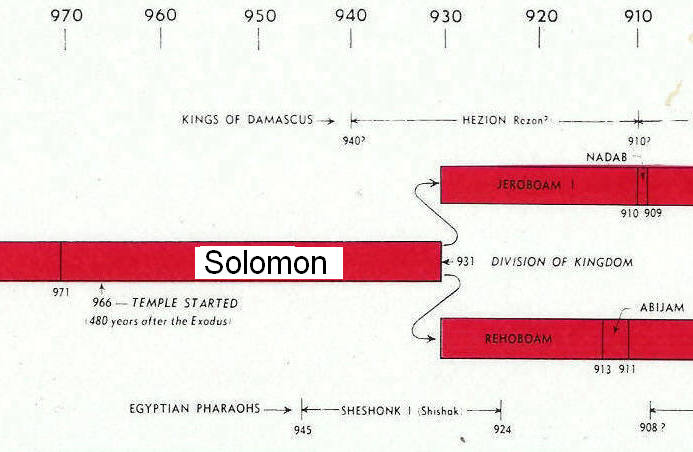 970 960 950 940 930 920 910
KINGS OF DAMASCUS HEZION Rezon?
940? 910?
NADAB
JEROBOAM I
910 909
Solomon
931 DIVISION OF KINGDOM
971
966 — TEMPLE STARTED
(480 years after the Exodus)
ABIJAM
REHOBOAM
913 911
EGYPTIAN PHARAOHS SHESHONK I (Shishak)
945 924 908 ?